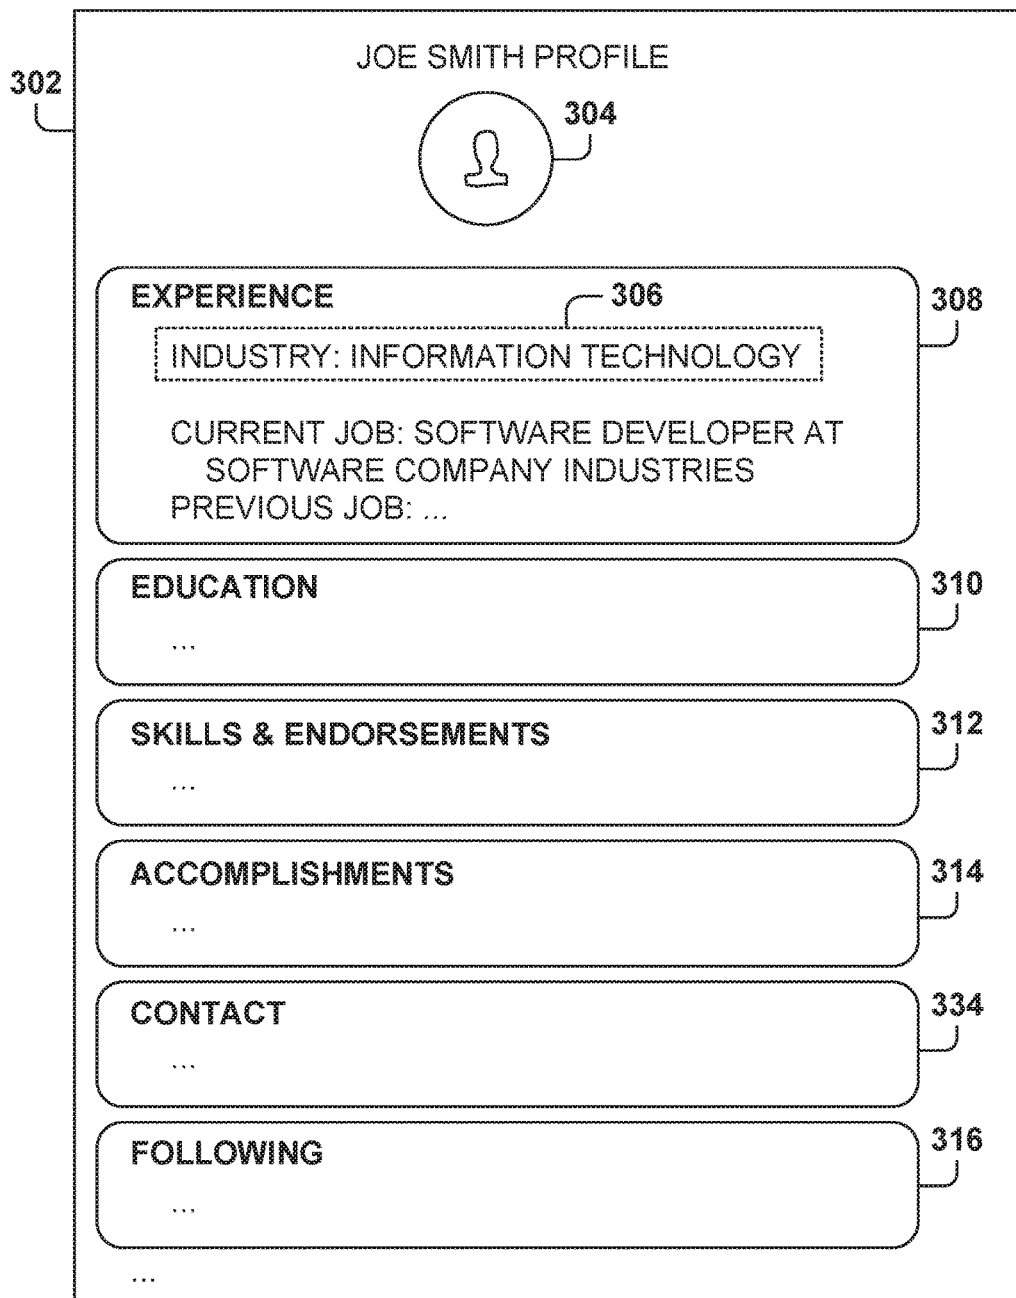 JOE SMITH PROFILE
302
304
EXPERIENCE
306
308
INDUSTRY: INFORMATION TECHNOLOGY
CURRENT JOB: SOFTWARE DEVELOPER AT
SOFTWARE COMPANY INDUSTRIES
PREVIOUS JOB: ...
EDUCATION
310
...
SKILLS & ENDORSEMENTS
312
...
ACCOMPLISHMENTS
314
...
CONTACT
334
...
FOLLOWING
316
...
...